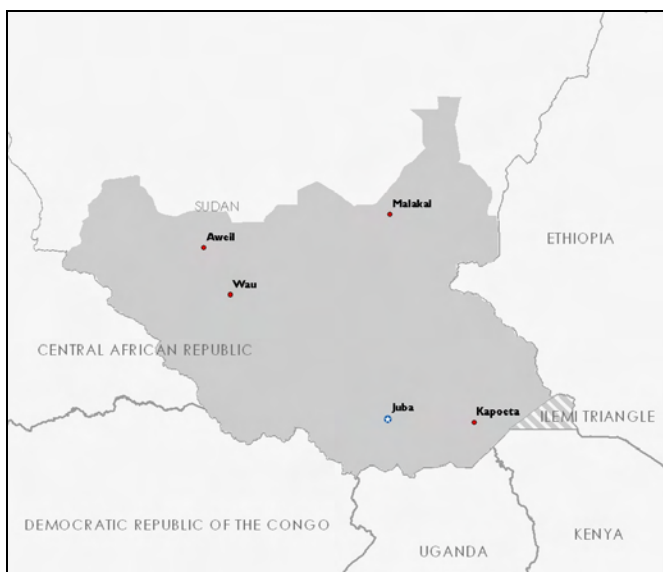 SUDAN
Malakal
Aweil
ETHIOPIA
Wau
CENTRAL AFRICAN REPUBLIC
Juba
Kapoeta
ILEMI TRIANGLE
DEMOCRATIC REPUBLIC OF THE CONGO
KENYA
UGANDA